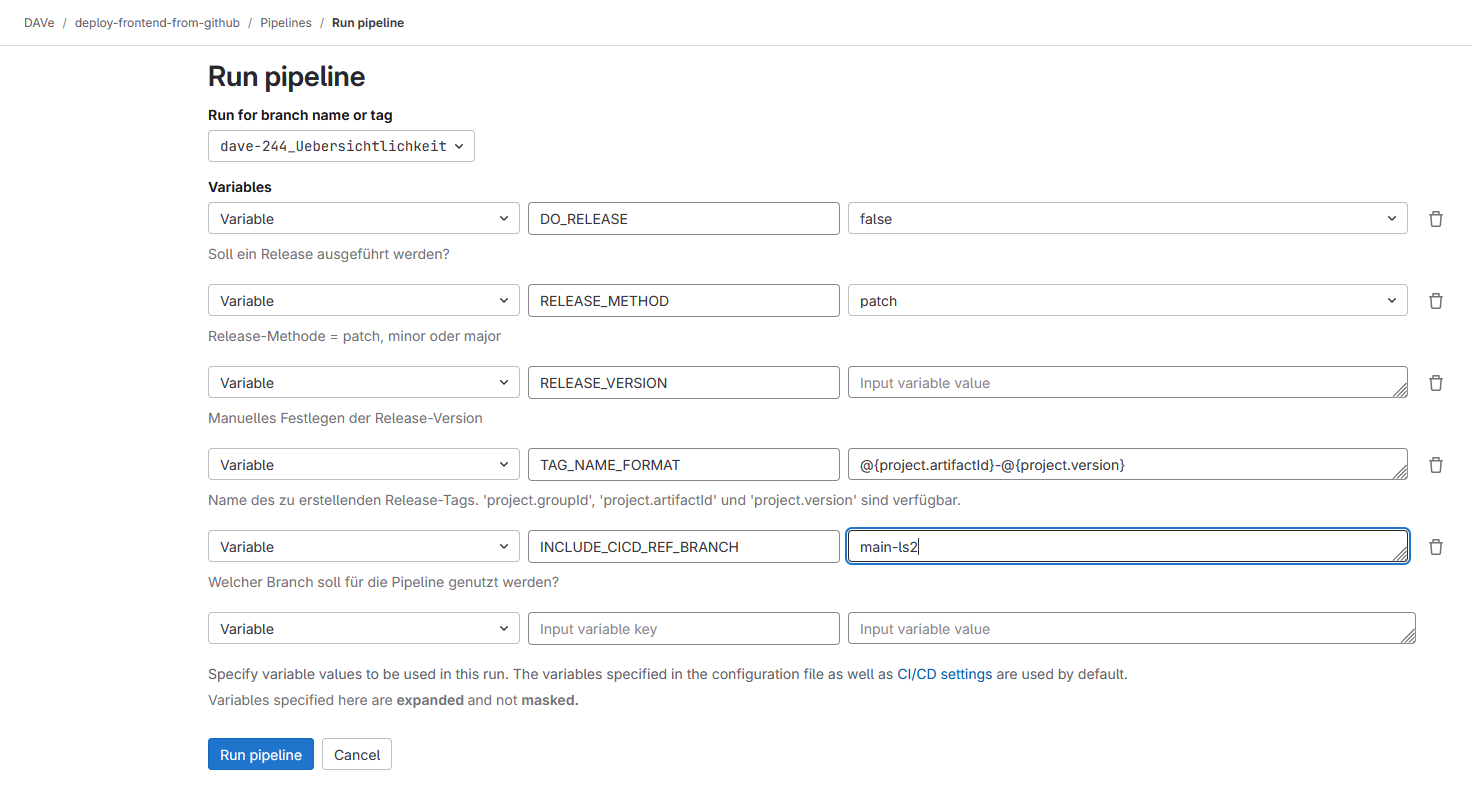 DAVe / deploy-frontend-from-github / Pipelines / Run pipeline
Run pipeline
Run for branch name or tag
dave-244_Uebersichtlichkeit
Variables
Variable DO_RELEASE false
Soll ein Release ausgeführt werden?
Variable RELEASE_METHOD patch
Release-Methode = patch, minor oder major
Variable RELEASE_VERSION Input variable value
Manuelles Festlegen der Release-Version
Variable TAG_NAME_FORMAT @{project.artifactId}-@{project.version}
Name des zu erstellenden Release-Tags. 'project.groupId', 'project.artifactId' und 'project.version' sind verfügbar.
Variable INCLUDE_CICD_REF_BRANCH main-ls2
Welcher Branch soll für die Pipeline genutzt werden?
Variable Input variable key Input variable value
Specify variable values to be used in this run. The variables specified in the configuration file as well as CI/CD settings are used by default.
Variables specified here are expanded and not masked.
Run pipeline Cancel